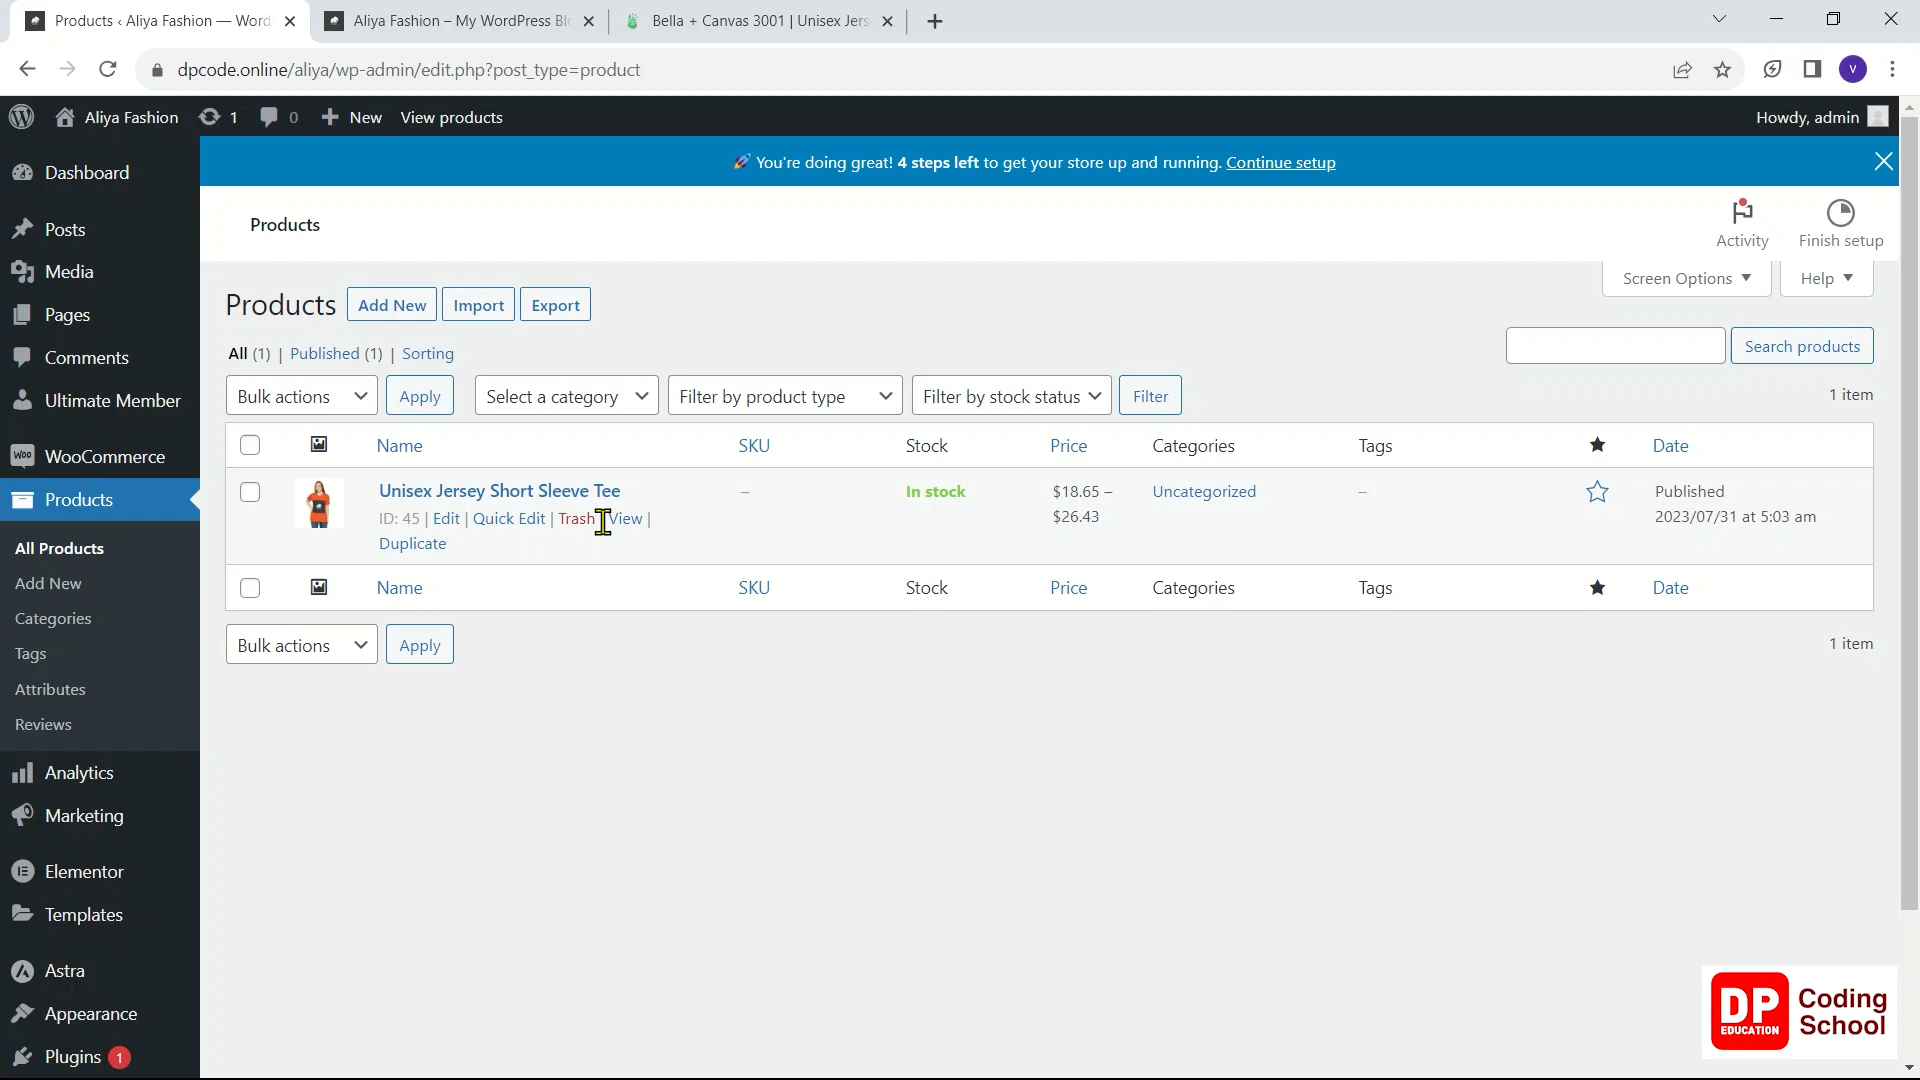 Products ‹ Aliya Fashion — Word
Aliya Fashion – My WordPress Bl
Bella + Canvas 3001 | Unisex Jers
dpcode.online/aliya/wp-admin/edit.php?post_type=product
V
Aliya Fashion 1 0 New View products
Howdy, admin
Dashboard
Posts
Media
Pages
Comments
Ultimate Member
Woo WooCommerce
Products
All Products
Add New
Categories
Tags
Attributes
Reviews
Analytics
Marketing
Elementor
Templates
Astra
Appearance
Plugins 1
🚀 You're doing great! 4 steps left to get your store up and running. Continue setup
Products
Activity
Finish setup
Screen Options
Help
Products Add New Import Export
All (1) | Published (1) | Sorting
Search products
Bulk actions Apply Select a category Filter by product type Filter by stock status Filter
1 item
Name SKU Stock Price Categories Tags Date
Unisex Jersey Short Sleeve Tee – In stock $18.65 – Uncategorized – Published
ID: 45 | Edit | Quick Edit | Trash View | $26.43 2023/07/31 at 5:03 am
Duplicate
Name SKU Stock Price Categories Tags Date
Bulk actions Apply
1 item
DP
EDUCATION
Coding
School